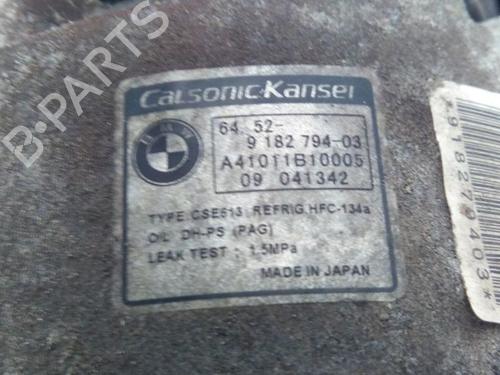 Calsonic Kansei
BMW
64 52-
9 182 794-03
A41011B10005
09 041342
TYPE CSE613 REFRIG.HFC-134a
OIL DH-PS (PAG)
LEAK TEST : 1.5MPa
MADE IN JAPAN
*918279403*
B-PARTS